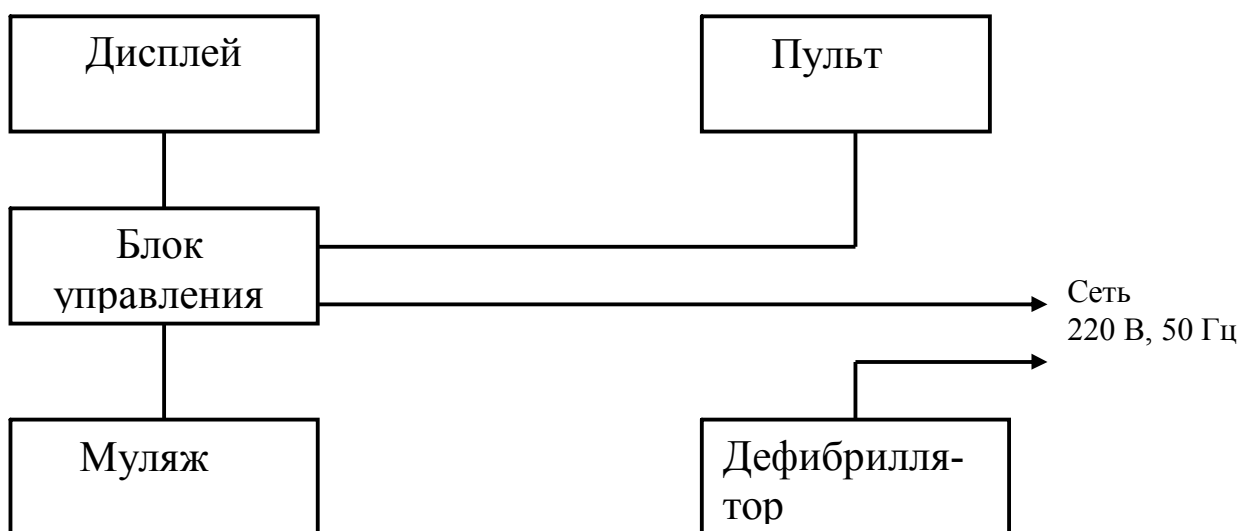 Дисплей
Пульт
Блок
управления
Сеть
220 В, 50 Гц
Муляж
Дефибрилля-
тор